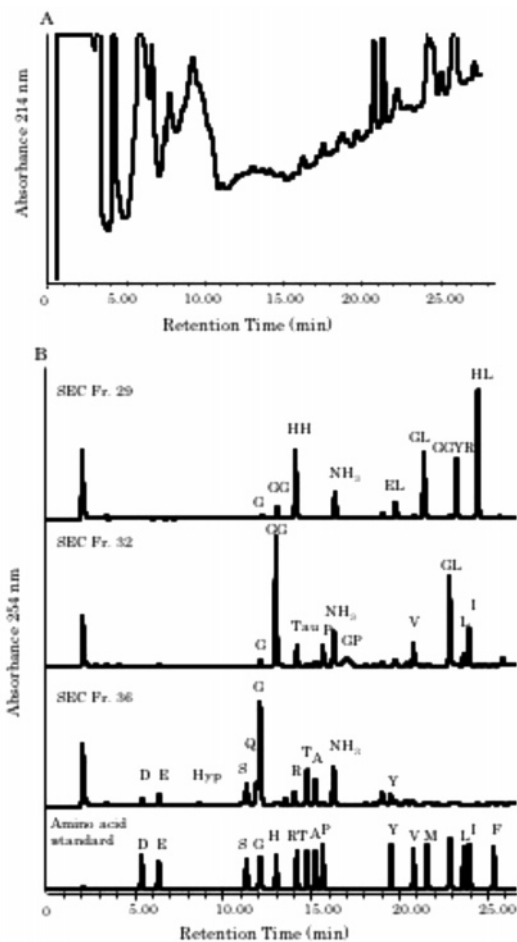 A
Absorbance 214 nm
0 5.00 10.00 15.00 20.00 25.00
Retention Time (min)
B
SEC Fr. 29
G GG HH NH3 EL GL GGYR HL
SEC Fr. 32
G GG Tau P NH3 GP V GL L I
SEC Fr. 36
D E Hyp S Q G R T A NH3 Y
Amino acid
standard
D E S G H R T A P Y V M L I F
Absorbance 254 nm
0 5.00 10.00 15.00 20.00 25.00
Retention Time (min)